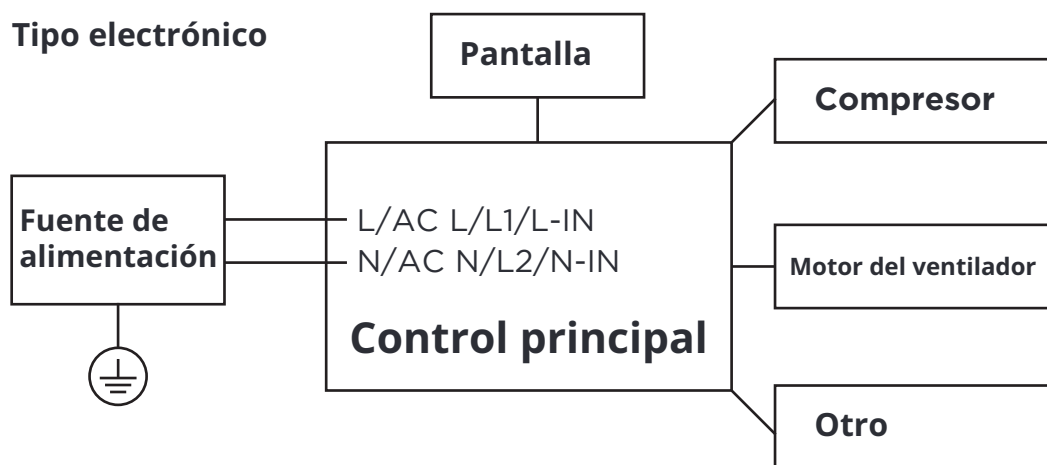 Tipo electrónico
Pantalla
Compresor
Fuente de
alimentación
L/AC L/L1/L-IN
N/AC N/L2/N-IN
Motor del ventilador
Control principal
Otro